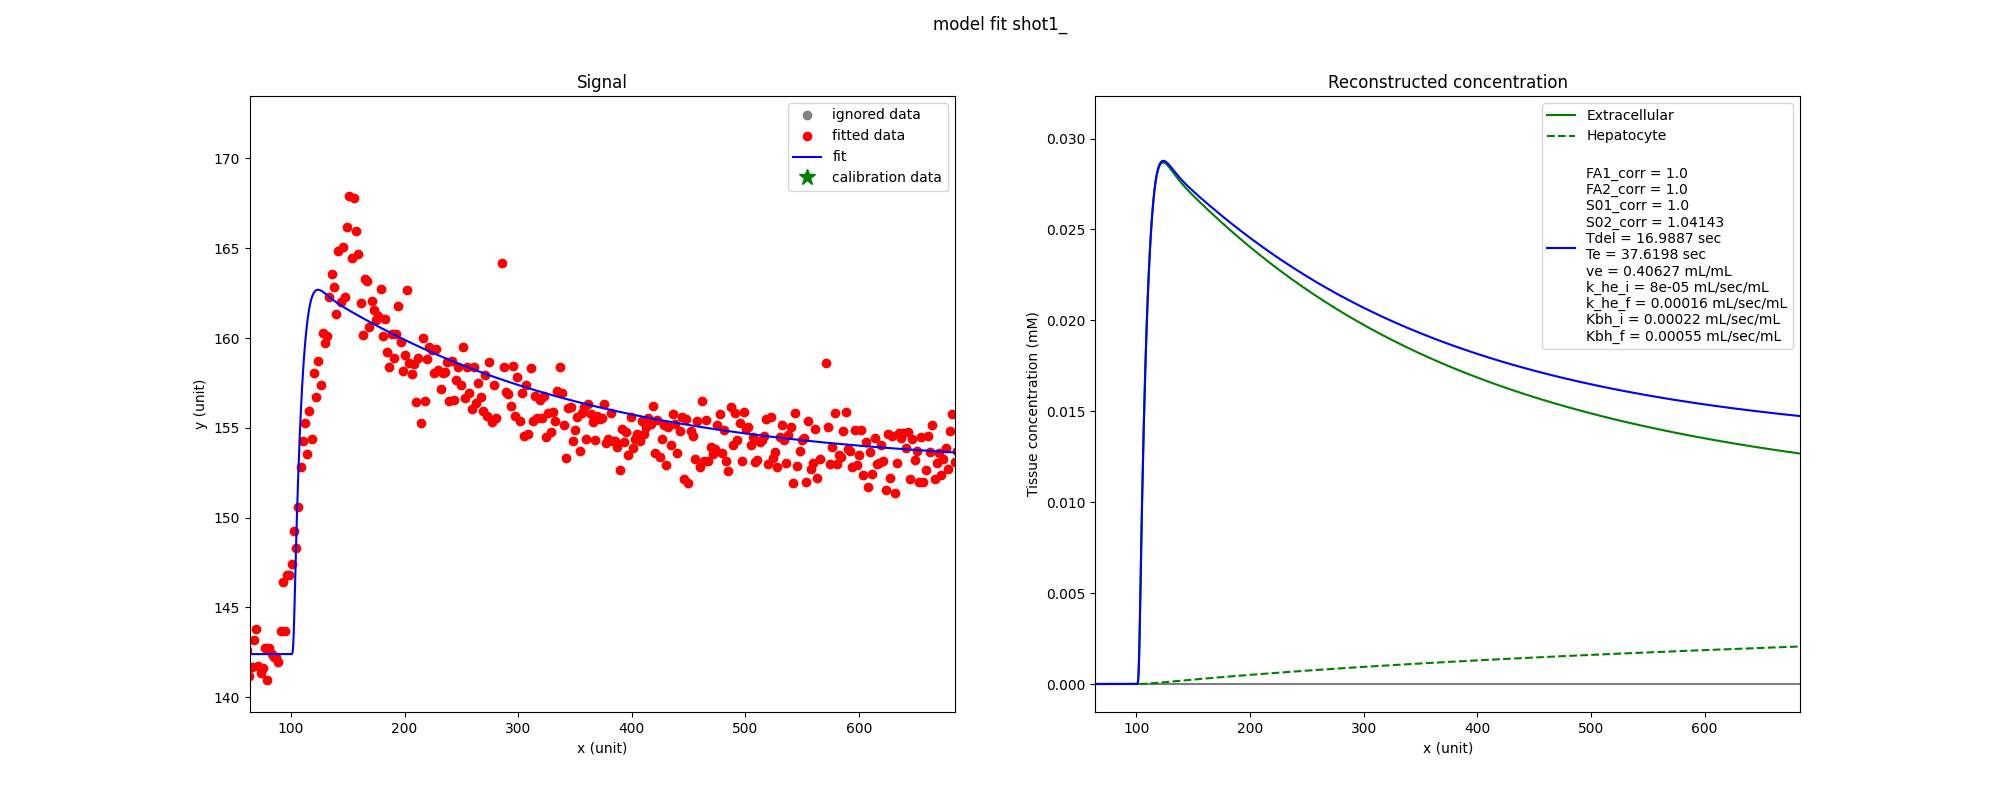 model fit shot1_
Signal
170
165
160
155
150
145
140
y (unit)
100 200 300 400 500 600
x (unit)
ignored data
fitted data
fit
calibration data
Reconstructed concentration
0.030
0.025
0.020
0.015
0.010
0.005
0.000
Tissue concentration (mM)
100 200 300 400 500 600
x (unit)
Extracellular
Hepatocyte
FA1_corr = 1.0
FA2_corr = 1.0
S01_corr = 1.0
S02_corr = 1.04143
Tdel = 16.9887 sec
Te = 37.6198 sec
ve = 0.40627 mL/mL
k_he_i = 8e-05 mL/sec/mL
k_he_f = 0.00016 mL/sec/mL
Kbh_i = 0.00022 mL/sec/mL
Kbh_f = 0.00055 mL/sec/mL